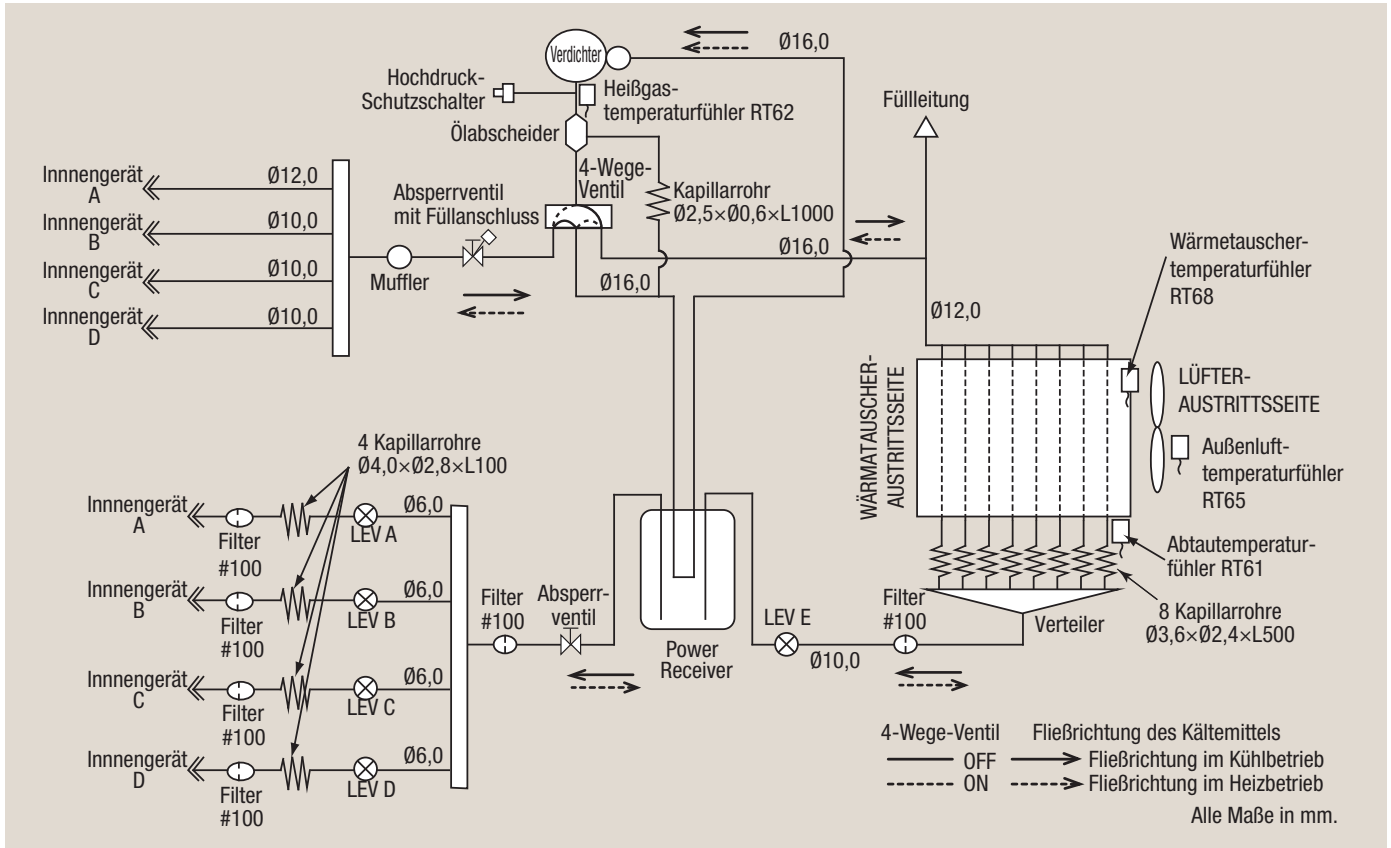 Verdichter
Ø16,0
Hochdruck-
Schutzschalter
Heißgas-
temperaturfühler RT62
Ölabscheider
Füllleitung
4-Wege-
Ventil
Kapillarrohr
Ø2,5×Ø0,6×L1000
Innnengerät
A
Ø12,0
Innnengerät
B
Ø10,0
Innnengerät
C
Ø10,0
Innnengerät
D
Ø10,0
Absperrventil
mit Füllanschluss
Muffler
Ø16,0
Ø16,0
Wärmetauscher-
temperaturfühler
RT68
Ø12,0
WÄRMATAUSCHER-
AUSTRITTSSEITE
LÜFTER-
AUSTRITTSSEITE
Außenluft-
temperaturfühler
RT65
Abtautemperatur-
fühler RT61
8 Kapillarrohre
Ø3,6×Ø2,4×L500
Verteiler
4 Kapillarrohre
Ø4,0×Ø2,8×L100
Innnengerät
A
Filter
#100
LEV A
Ø6,0
Innnengerät
B
Filter
#100
LEV B
Ø6,0
Innnengerät
C
Filter
#100
LEV C
Ø6,0
Innnengerät
D
Filter
#100
LEV D
Ø6,0
Filter
#100
Absperr-
ventil
Power
Receiver
LEV E
Ø10,0
Filter
#100
4-Wege-Ventil Fließrichtung des Kältemittels
OFF Fließrichtung im Kühlbetrieb
ON Fließrichtung im Heizbetrieb
Alle Maße in mm.